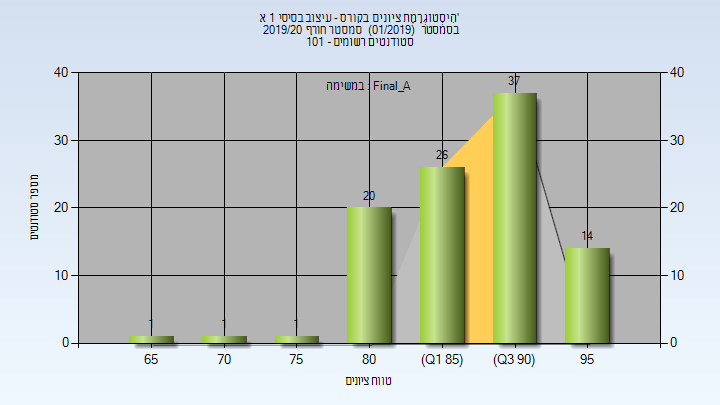 הִיסְטוֹגְרָמַת ציונים בקורס - עיצוב בסיסי 1 א'
בסמסטר (01/2019) סמסטר חורף 2019/20
סטודנטים רשומים - 101
במשימה : Final_A
מספר סטודנטים
40 40
30 30
20 20
10 10
0 0
1 1 1 20 26 37 14
65 70 75 80 (Q1 85) (Q3 90) 95
טווח ציונים